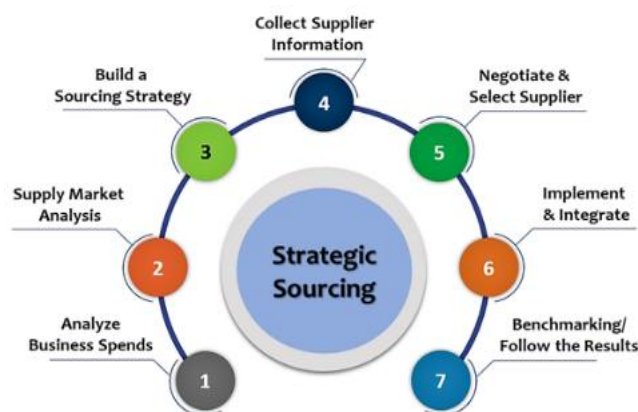 Collect Supplier
Information
4
Build a
Sourcing Strategy
3
Negotiate &
Select Supplier
5
Supply Market
Analysis
2
Implement
& Integrate
6
Strategic
Sourcing
Analyze
Business Spends
1
Benchmarking/
Follow the Results
7